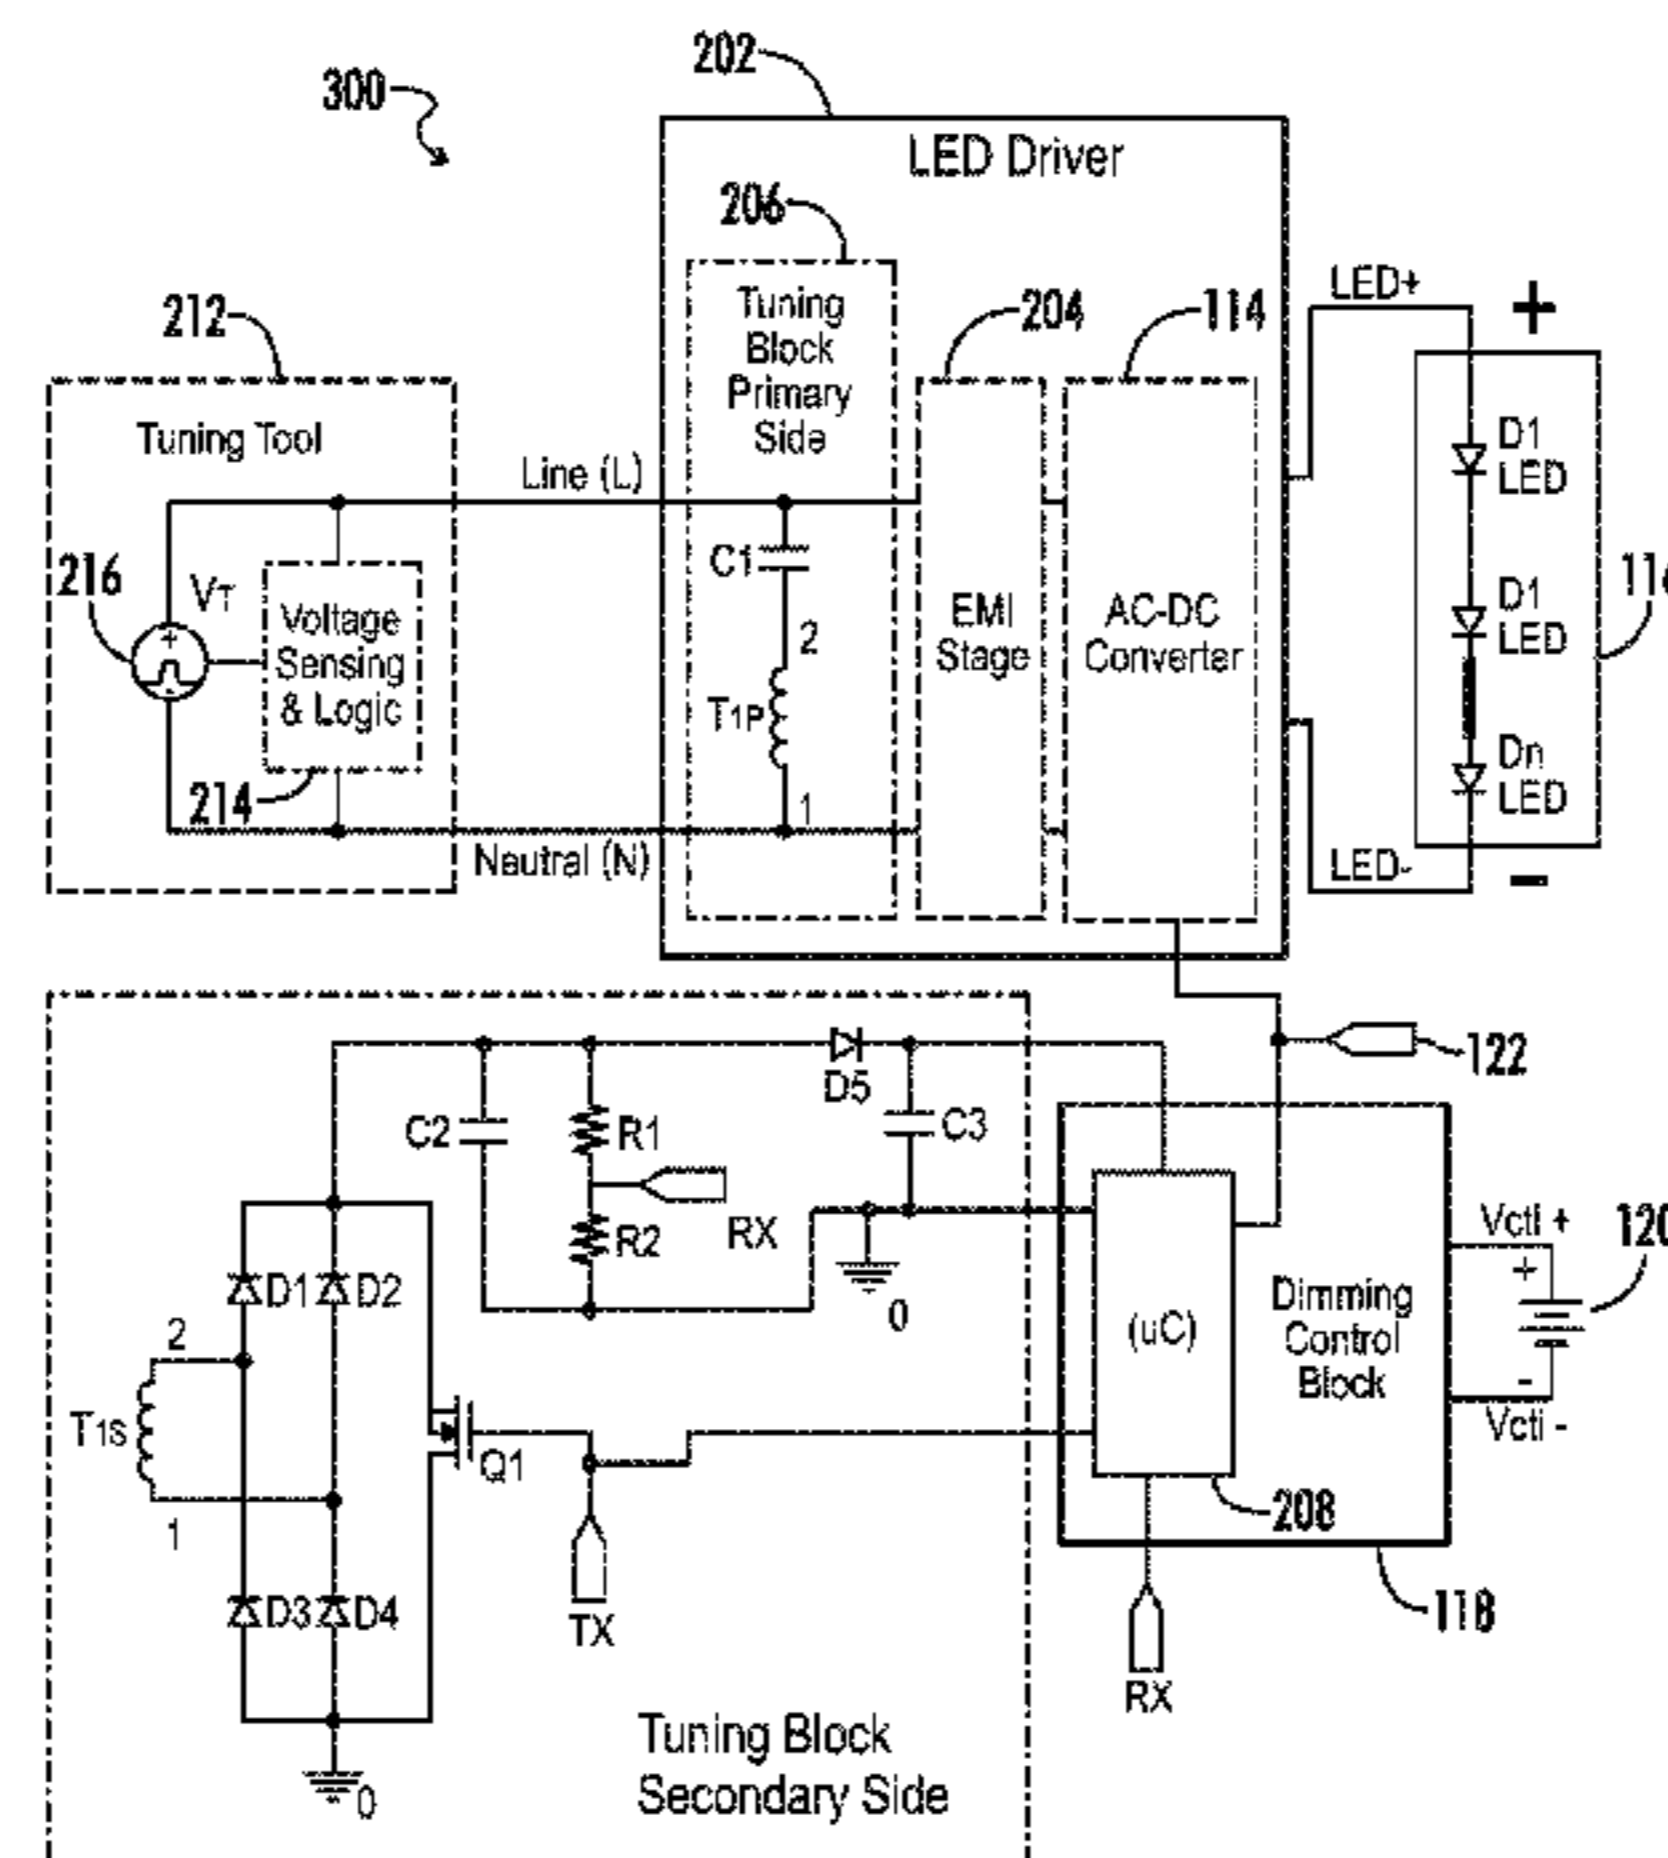 300
202
LED Driver
206
Tuning
Block
Primary
Side
212
Tuning Tool
204
114
LED+
+
Line (L)
D1
LED
C1
216
VT
Voltage
Sensing
& Logic
+
-
2
EMI
Stage
AC-DC
Converter
D1
LED
T1P
214
1
Dn
LED
Neutral (N)
LED-
-
122
D5
C2
R1
C3
RX
R2
0
Vctl +
+
D1
D2
(uC)
Dimming
Control
Block
2
-
Vctl -
T1S
Q1
1
208
D3
D4
TX
118
RX
Tuning Block
Secondary Side
0